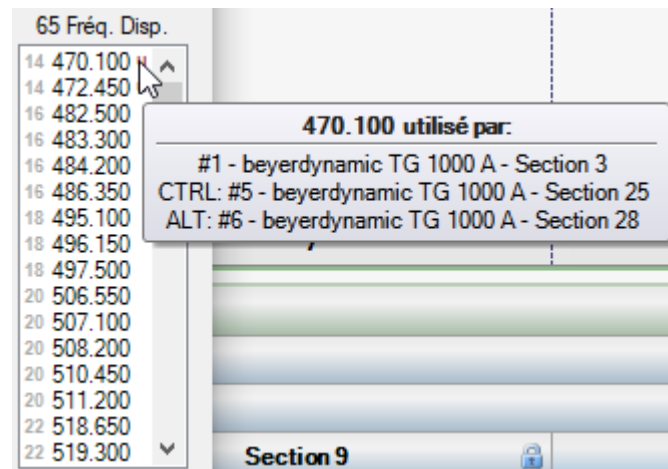 65 Fréq. Disp.
14 470.100
14 472.450
16 482.500
16 483.300
16 484.200
16 486.350
18 495.100
18 496.150
18 497.500
20 506.550
20 507.100
20 508.200
20 510.450
20 511.200
22 518.650
22 519.300
470.100 utilisé par:
#1 - beyerdynamic TG 1000 A - Section 3
CTRL: #5 - beyerdynamic TG 1000 A - Section 25
ALT: #6 - beyerdynamic TG 1000 A - Section 28
Section 9